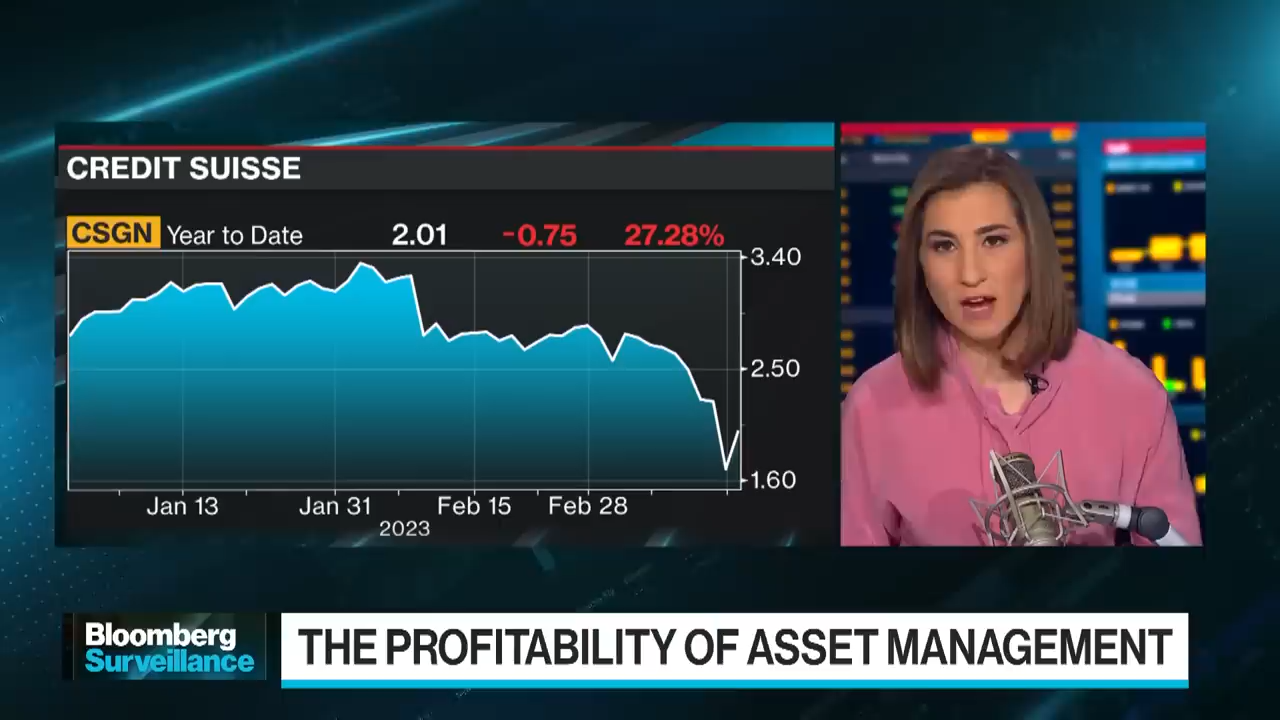 CREDIT SUISSE
CSGN Year to Date 2.01 -0.75 27.28%
3.40
2.50
1.60
Jan 13 Jan 31 Feb 15 Feb 28
2023
Bloomberg
Surveillance
THE PROFITABILITY OF ASSET MANAGEMENT